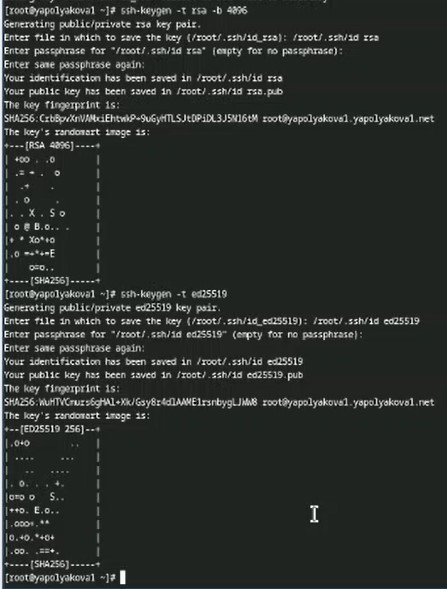 [root@yapolyakova1 ~]# ssh-keygen -t rsa -b 4096
Generating public/private rsa key pair.
Enter file in which to save the key (/root/.ssh/id_rsa): /root/.ssh/id rsa
Enter passphrase for "/root/.ssh/id rsa" (empty for no passphrase):
Enter same passphrase again:
Your identification has been saved in /root/.ssh/id rsa
Your public key has been saved in /root/.ssh/id rsa.pub
The key fingerprint is:
root@yapolyakova1.yapolyakova1.net
The key's randomart image is:
+---[RSA 4096]----+
| +oo . .o |
| .= + . o |
| .+ . |
| . o . |
|. . X . S o |
| o @ B.o.. . |
|+ * Xo*+o |
|.o =+*+=E |
| o=o.. |
+----[SHA256]-----+
[root@yapolyakova1 ~]# ssh-keygen -t ed25519
Generating public/private ed25519 key pair.
Enter file in which to save the key (/root/.ssh/id_ed25519): /root/.ssh/id ed25519
Enter passphrase for "/root/.ssh/id ed25519" (empty for no passphrase):
Enter same passphrase again:
Your identification has been saved in /root/.ssh/id ed25519
Your public key has been saved in /root/.ssh/id ed25519.pub
The key fingerprint is:
root@yapolyakova1.yapolyakova1.net
The key's randomart image is:
+--[ED25519 256]--+
|.o+o .. |
| .... ... |
| .. .... |
| . o. . . +. |
|o=o o S.. |
|++o. E.o.. |
|.ooo+.** |
|o.+o.*+o+ |
|.oo. .==+. |
+----[SHA256]-----+
[root@yapolyakova1 ~]#